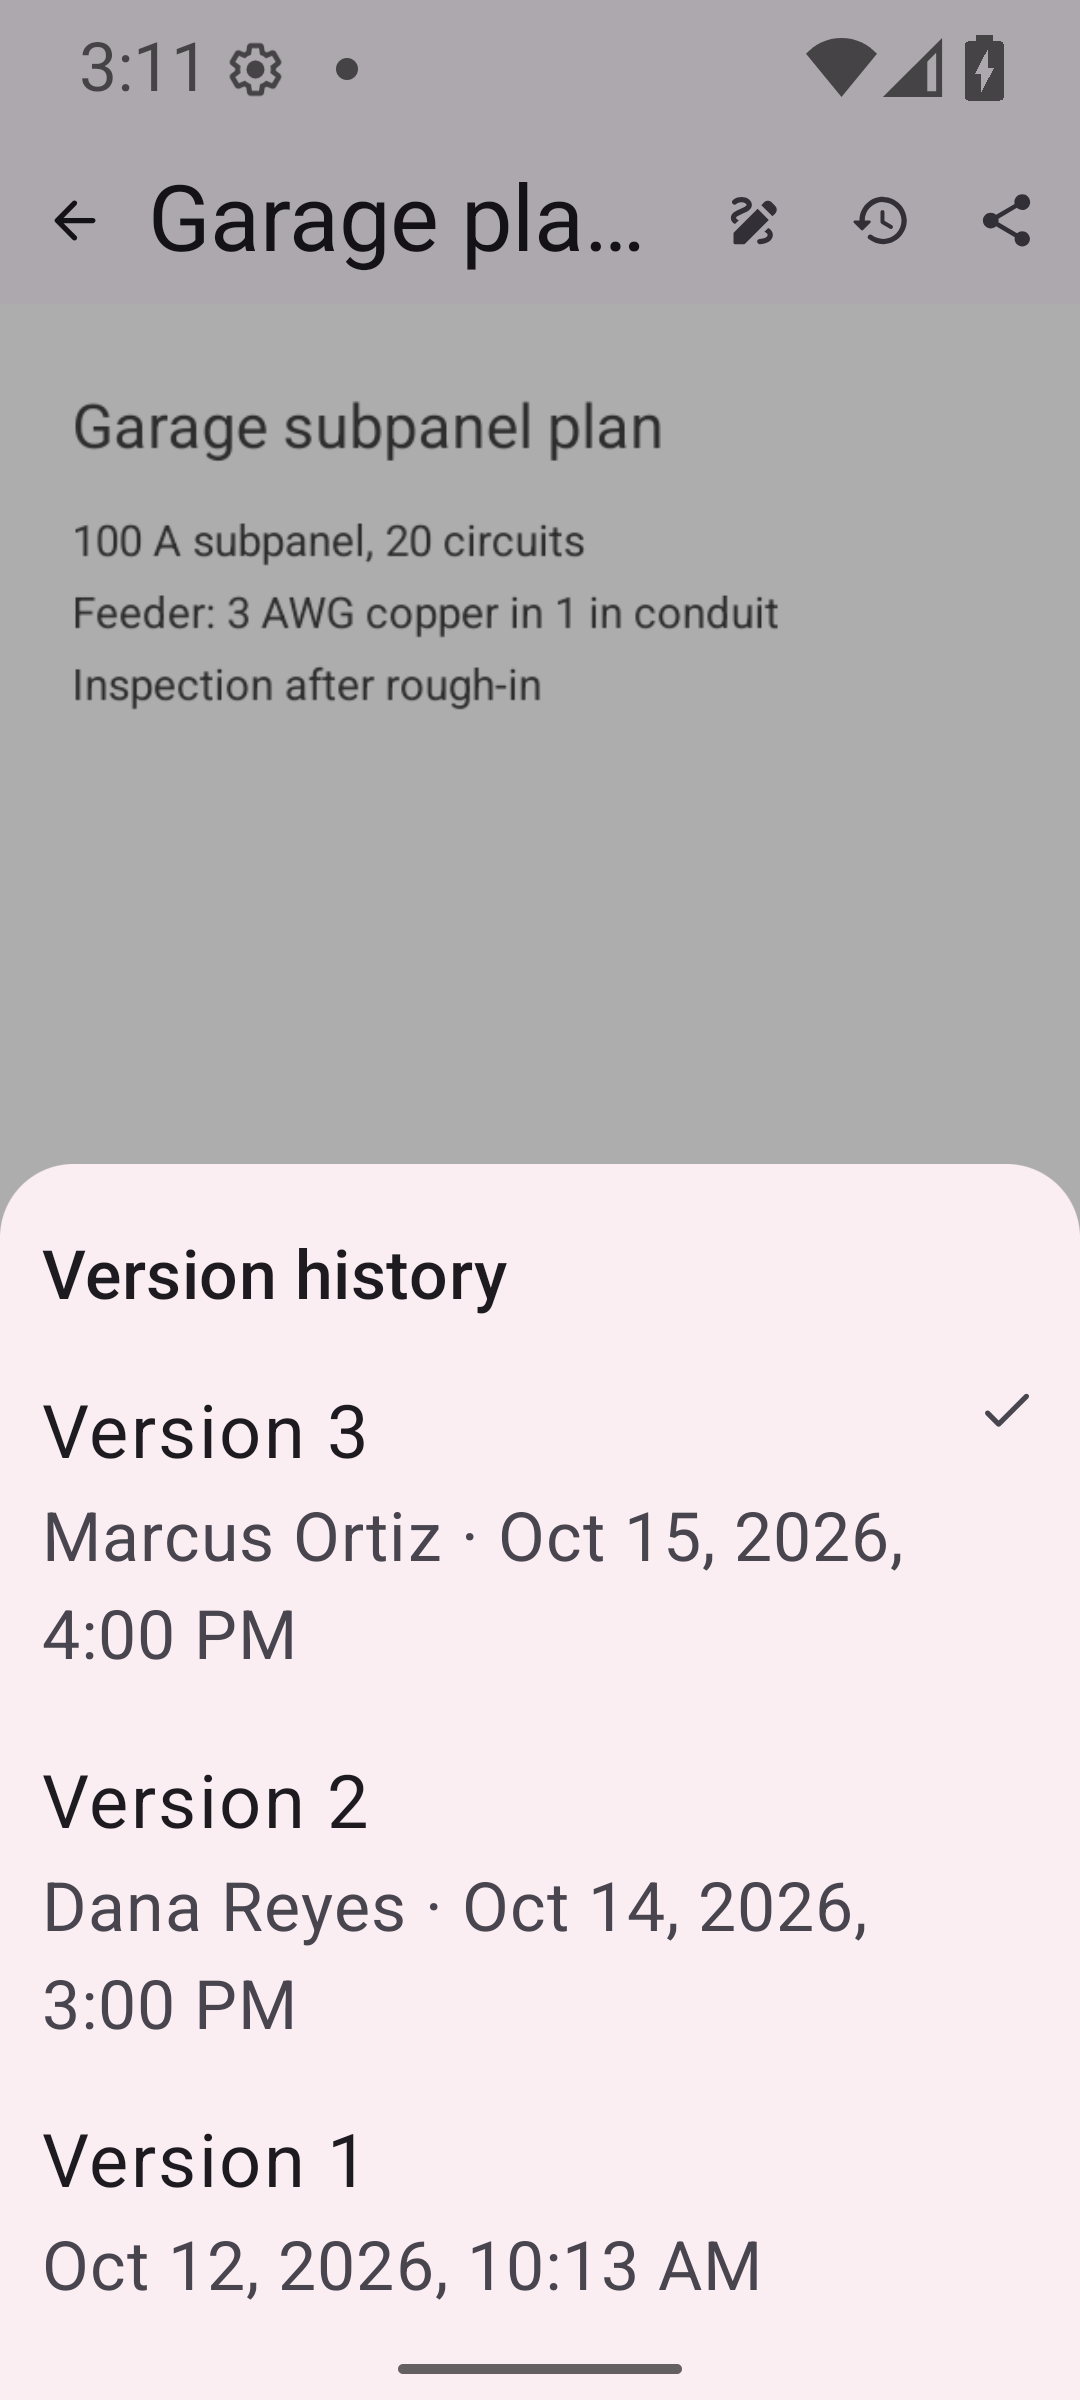 3:11
Garage pla...
Garage subpanel plan
100 A subpanel, 20 circuits
Feeder: 3 AWG copper in 1 in conduit
Inspection after rough-in
Version history
Version 3
Marcus Ortiz · Oct 15, 2026,
4:00 PM
Version 2
Dana Reyes · Oct 14, 2026,
3:00 PM
Version 1
Oct 12, 2026, 10:13 AM